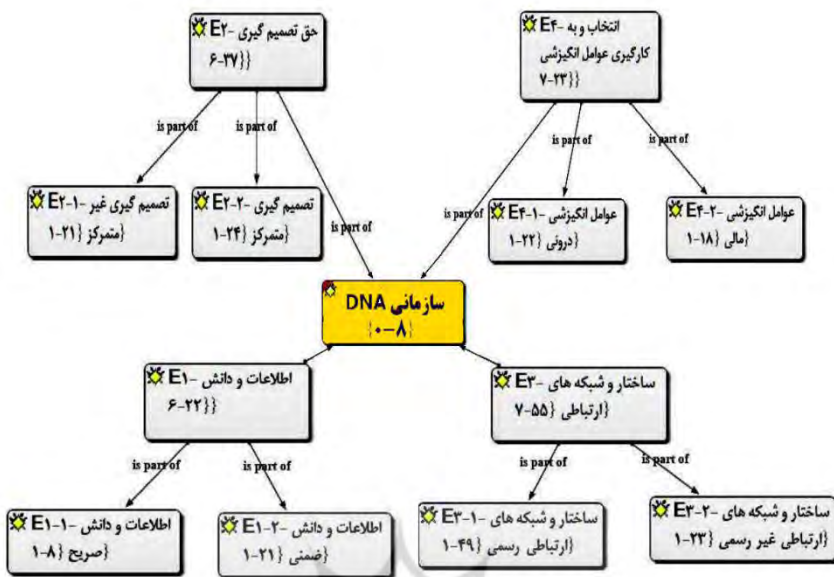 E۲- حق تصمیم گیری
۶-۳۷}}
E۴- انتخاب و به
کارگیری عوامل انگیزشی
۷-۲۳}}
is part of
is part of
is part of
is part of
E۲-۱- تصمیم گیری غیر
متمرکز {۱-۲۱}
E۲-۲- تصمیم گیری
متمرکز {۱-۲۴}
is part of
is part of
E۴-۱- عوامل انگیزشی
درونی {۱-۲۲}
E۴-۲- عوامل انگیزشی
مالی {۱-۱۸}
سازمانی DNA
{۰-۸}
E۱- اطلاعات و دانش
۶-۲۲}}
E۳- ساختار و شبکه های
ارتباطی {۷-۵۵}
is part of
is part of
is part of
is part of
E۱-۱- اطلاعات و دانش
صریح {۱-۸}
E۱-۲- اطلاعات و دانش
ضمنی {۱-۲۱}
E۳-۱- ساختار و شبکه های
ارتباطی رسمی {۱-۴۹}
E۳-۲- ساختار و شبکه های
ارتباطی غیر رسمی {۱-۲۳}